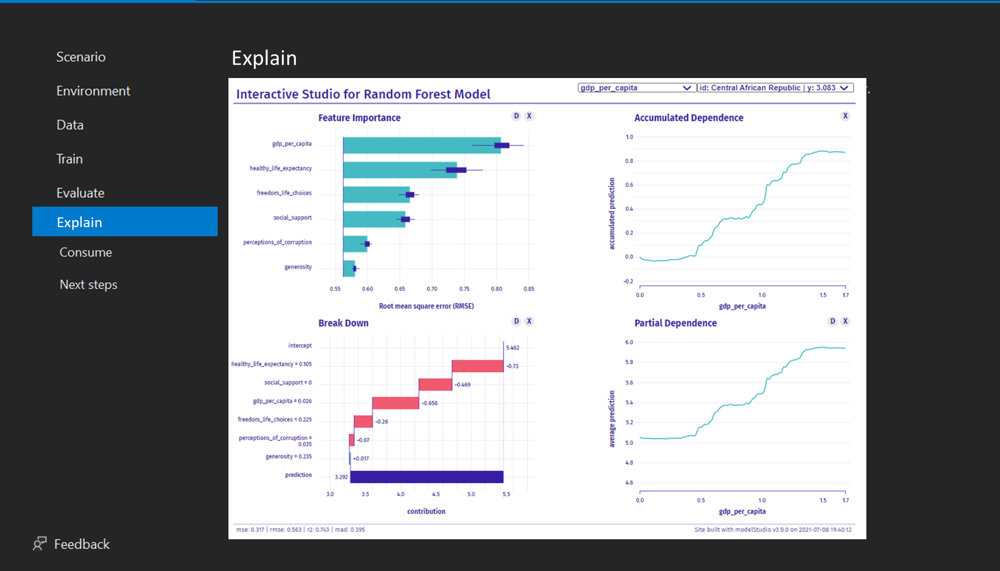 Scenario
Environment
Data
Train
Evaluate
Explain
Consume
Next steps
Feedback
Explain
.
Interactive Studio for Random Forest Model
gdp_per_capita
id: Central African Republic | y: 3.083
Feature Importance
D X
gdp_per_capita
healthy_life_expectancy
freedom_life_choices
social_support
perceptions_of_corruption
generosity
0.55 0.60 0.65 0.70 0.75 0.80 0.85
Root mean square error (RMSE)
Accumulated Dependence
X
accumulated prediction
1.0
0.8
0.6
0.4
0.2
0.0
-0.2
0.0 0.5 1.0 1.5 1.7
gdp_per_capita
Break Down
D X
intercept
5.462
healthy_life_expectancy = 0.105
-0.73
social_support = 0
-0.469
gdp_per_capita = 0.026
-0.658
freedom_life_choices = 0.225
-0.26
perceptions_of_corruption =
0.035
-0.07
generosity = 0.235
+0.017
prediction
3.292
3.0 3.5 4.0 4.5 5.0 5.5
contribution
Partial Dependence
D X
average prediction
6.0
5.8
5.6
5.4
5.2
5.0
4.8
4.6
0.0 0.5 1.0 1.5 1.7
gdp_per_capita
mse: 0.317 | rmse: 0.563 | r2: 0.743 | mad: 0.395
Site built with modelStudio v3.0.0 on 2021-07-08 19:40:12